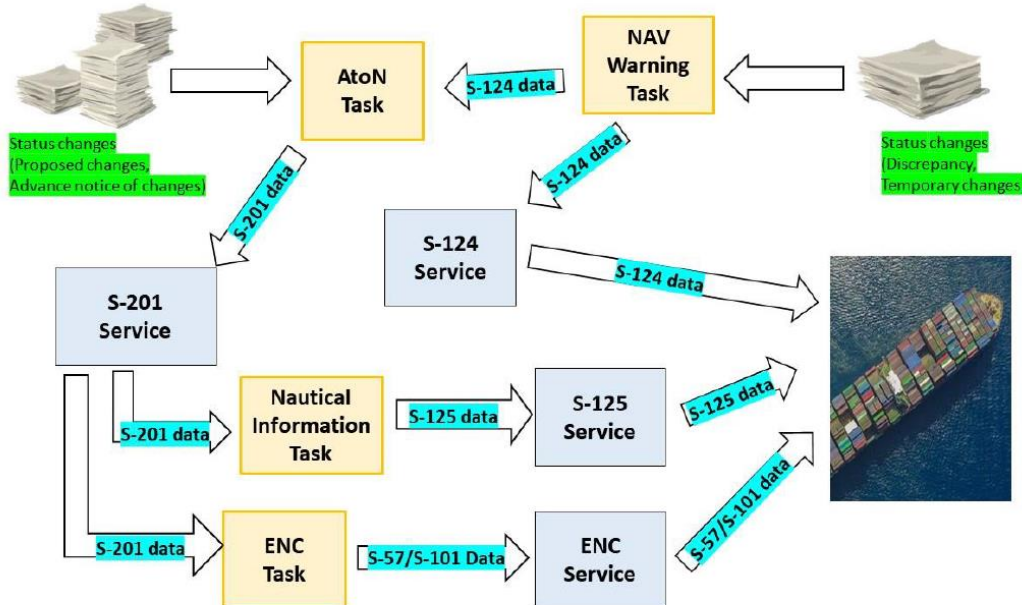 AtoN
Task
NAV
Warning
Task
S-124 data
Status changes
(Proposed changes,
Advance notice of changes)
Status changes
(Discrepancy,
Temporary changes
S-201 data
S-124 data
S-124
Service
S-124 data
S-201
Service
S-201 data
Nautical
Information
Task
S-125 data
S-125
Service
S-125 data
S-201 data
ENC
Task
S-57/S-101 Data
ENC
Service
S-57/S-101 data